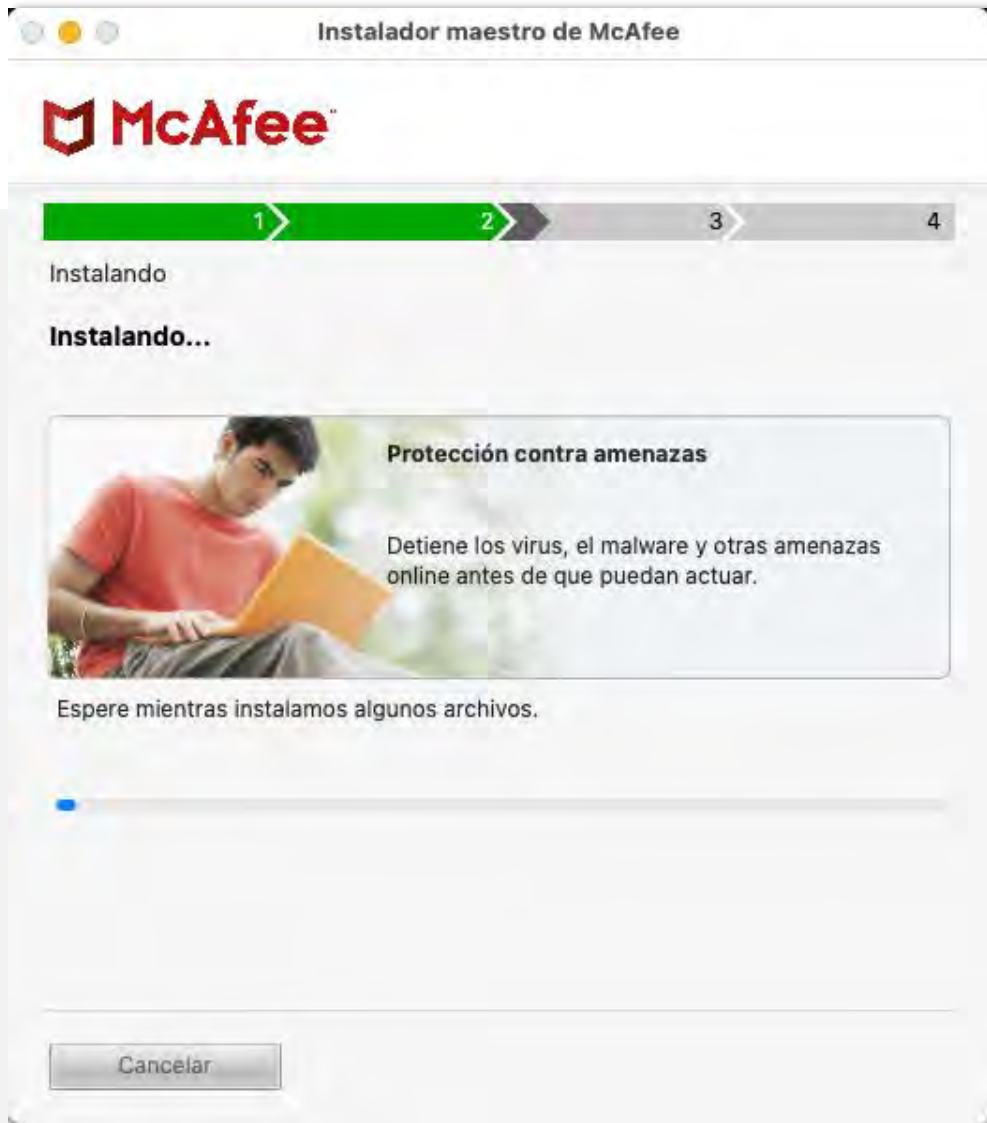 Instalador maestro de McAfee
McAfee™
1
2
3
4
Instalando
Instalando...
Protección contra amenazas
Detiene los virus, el malware y otras amenazas
online antes de que puedan actuar.
Espere mientras instalamos algunos archivos.
Cancelar